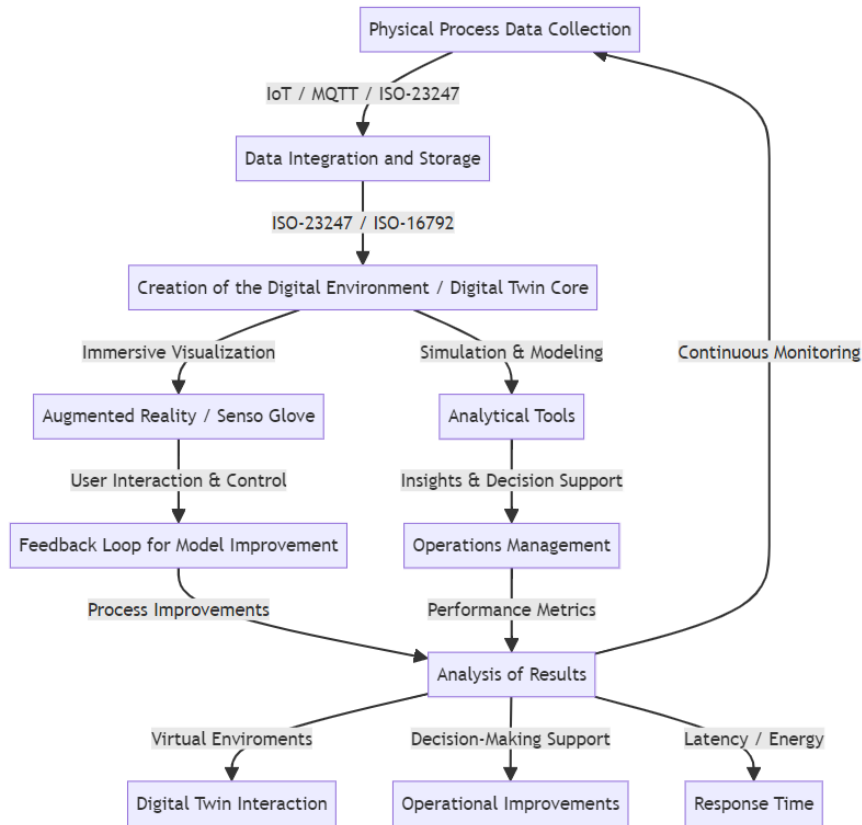 Physical Process Data Collection
IoT / MQTT / ISO-23247
Data Integration and Storage
ISO-23247 / ISO-16792
Creation of the Digital Environment / Digital Twin Core
Immersive Visualization
Simulation & Modeling
Continuous Monitoring
Augmented Reality / Senso Glove
Analytical Tools
User Interaction & Control
Insights & Decision Support
Feedback Loop for Model Improvement
Operations Management
Process Improvements
Performance Metrics
Analysis of Results
Virtual Enviroments
Decision-Making Support
Latency / Energy
Digital Twin Interaction
Operational Improvements
Response Time